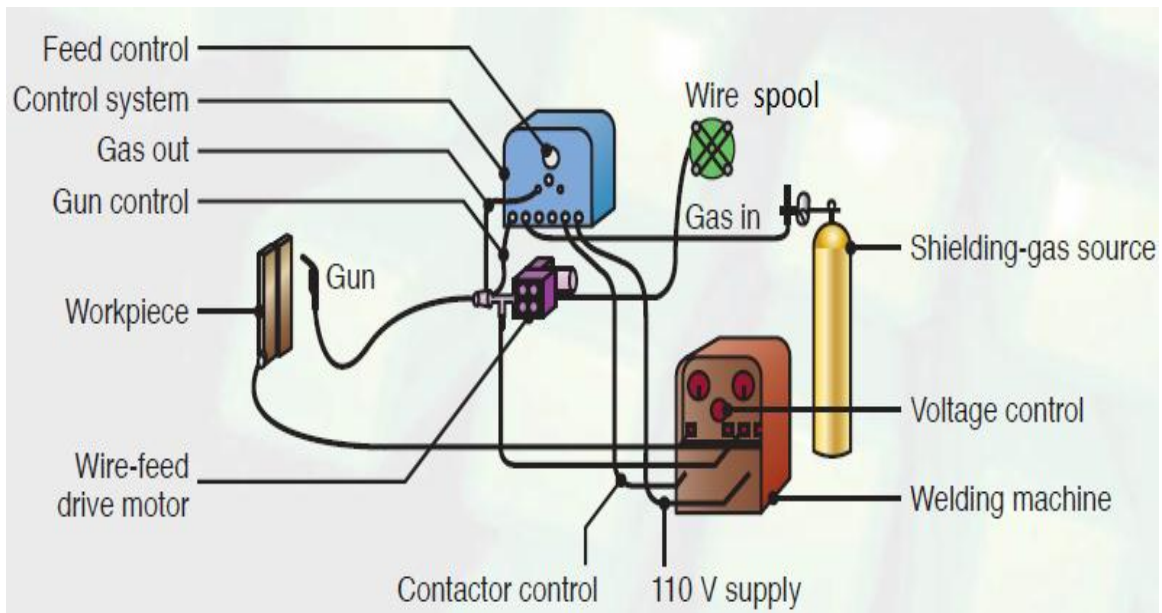 Feed control
Control system
Gas out
Gun control
Wire spool
Gas in
Gun
Shielding-gas source
Workpiece
Voltage control
Wire-feed
drive motor
Welding machine
Contactor control
110 V supply